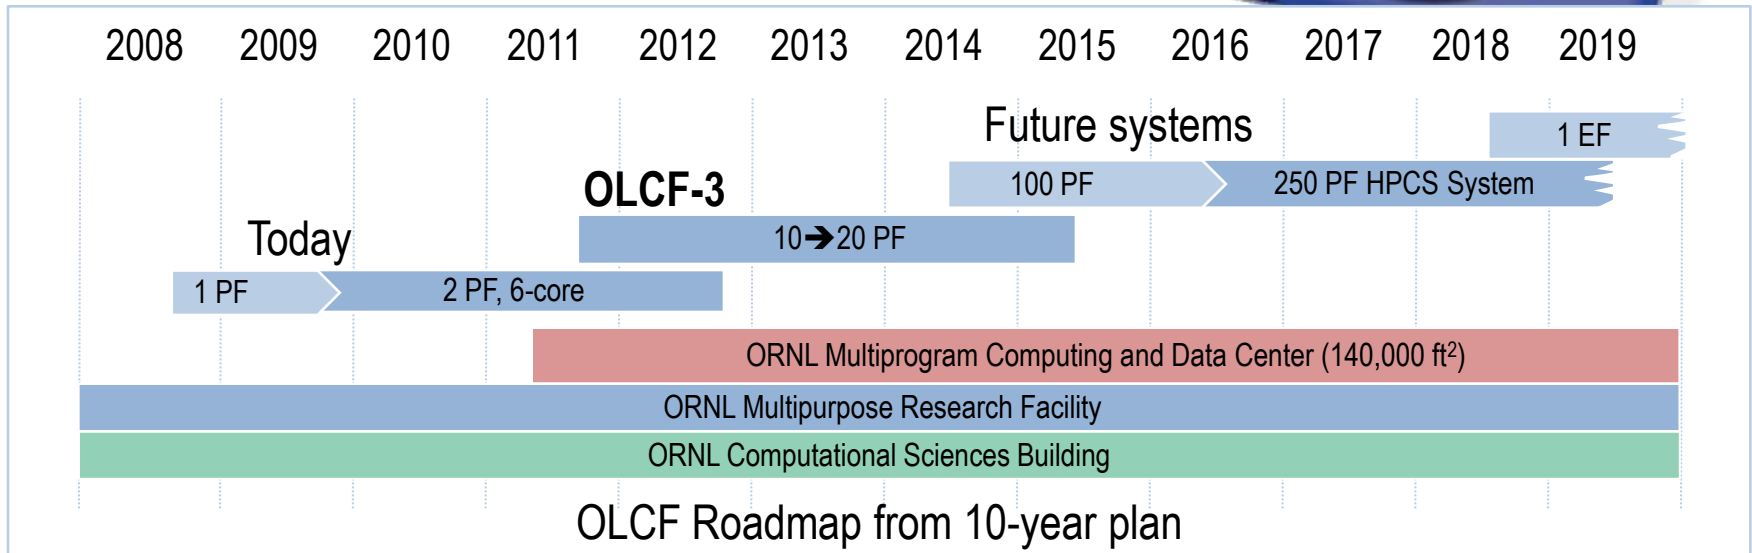 2008 2009 2010 2011 2012 2013 2014 2015 2016 2017 2018 2019
Future systems
1 EF
OLCF-3
100 PF
250 PF HPCS System
Today
10➔20 PF
1 PF
2 PF, 6-core
ORNL Multiprogram Computing and Data Center (140,000 ft²)
ORNL Multipurpose Research Facility
ORNL Computational Sciences Building
OLCF Roadmap from 10-year plan